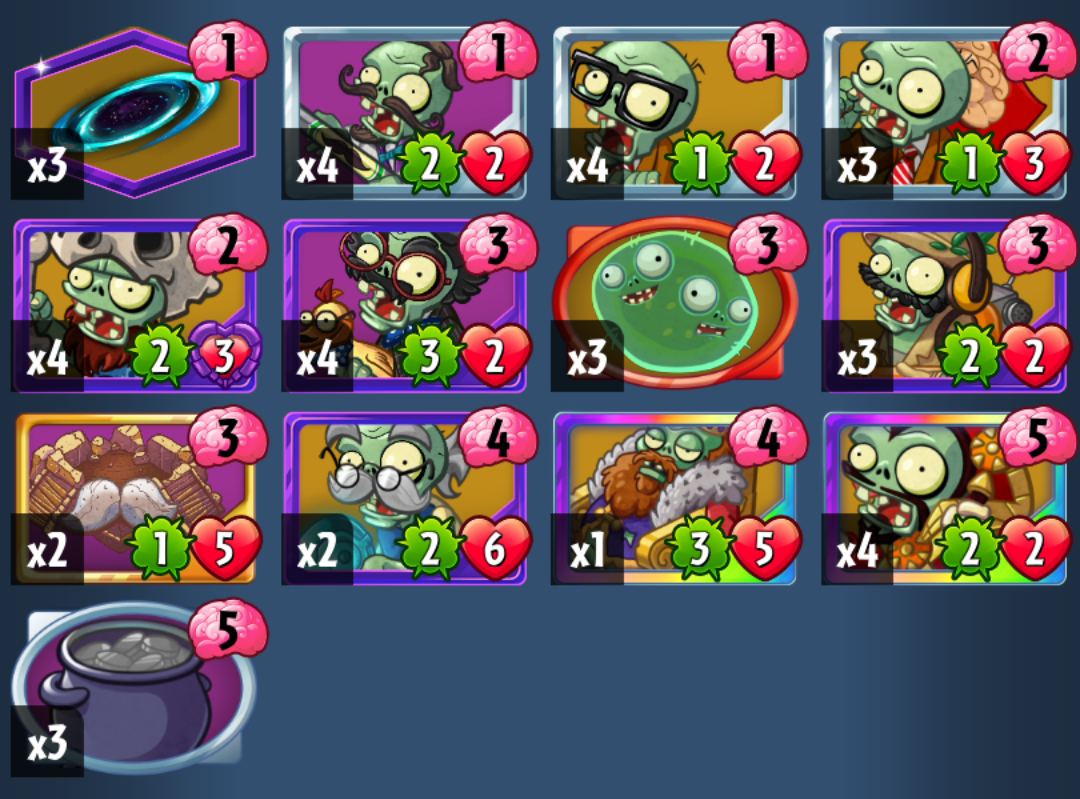 1 1 1 2
x3 x4 2 2 x4 1 2 x3 1 3
2 3 3 3
x4 2 3 x4 3 2 x3 x3 2 2
3 4 4 5
x2 1 5 x2 2 6 x1 3 5 x4 2 2
5
x3